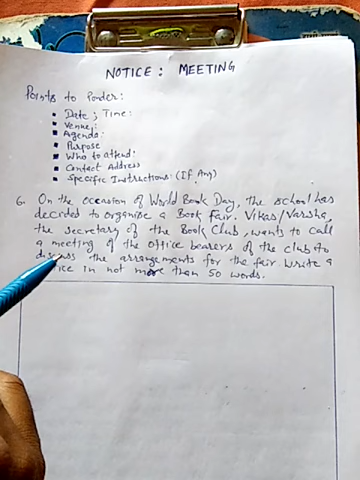 NOTICE: MEETING
Points to Ponder:
▪ Date; Time:
▪ Venue;
▪ Agenda:
▪ Purpose
▪ Who to attend:
▪ Contact Address
▪ Specific Instructions: (If Any)
6. On the occasion of World Book Day, the school has
decided to organise a Book Fair. Vikas/Varsha,
the secretary of the Book Club, wants to call
a meeting of the office bearers of the club to
discuss the arrangements for the fair write a
ice in not more than 50 words.